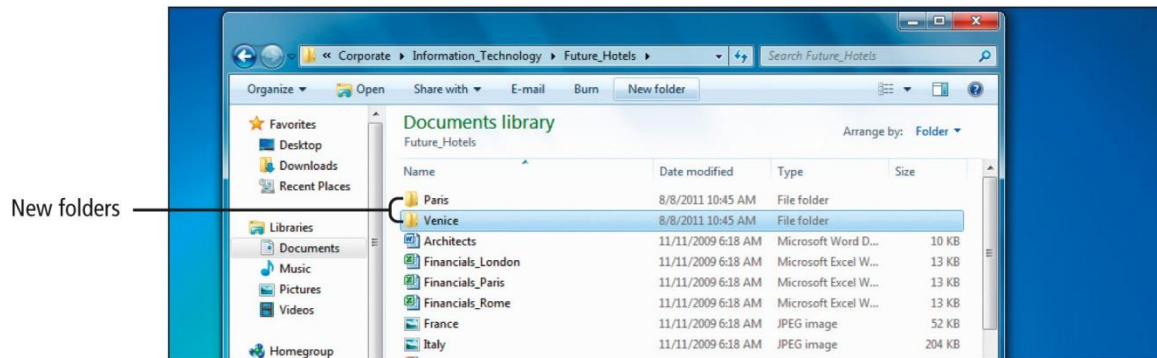 « Corporate ▸ Information_Technology ▸ Future_Hotels ▸
Search Future_Hotels
Organize ▾ Open Share with ▾ E-mail Burn New folder
Favorites
Desktop
Downloads
Recent Places
Libraries
Documents
Music
Pictures
Videos
Homegroup
New folders
Documents library
Future_Hotels
Arrange by: Folder ▾
Name Date modified Type Size
Paris 8/8/2011 10:45 AM File folder
Venice 8/8/2011 10:45 AM File folder
Architects 11/11/2009 6:18 AM Microsoft Word D... 10 KB
Financials_London 11/11/2009 6:18 AM Microsoft Excel W... 13 KB
Financials_Paris 11/11/2009 6:18 AM Microsoft Excel W... 13 KB
Financials_Rome 11/11/2009 6:18 AM Microsoft Excel W... 13 KB
France 11/11/2009 6:18 AM JPEG image 52 KB
Italy 11/11/2009 6:18 AM JPEG image 204 KB